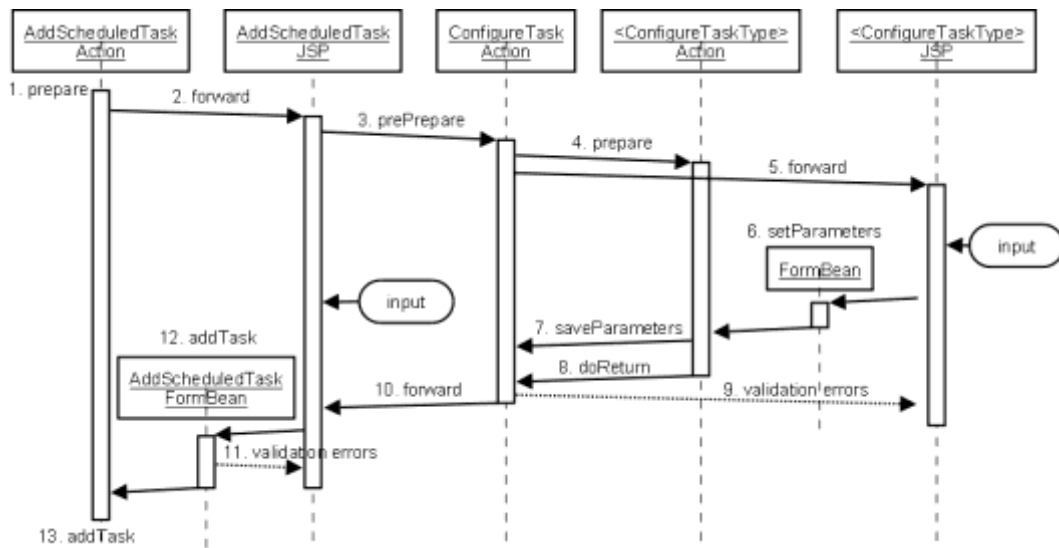 AddScheduledTask
Action
AddScheduledTask
JSP
ConfigureTask
Action
<ConfigureTaskType>
Action
<ConfigureTaskType>
JSP
1. prepare
2. forward
3. prePrepare
4. prepare
5. forward
6. setParameters
input
FormBean
input
7. saveParameters
12. addTask
8. doReturn
AddScheduledTask
FormBean
10. forward
9. validation errors
11. validation errors
13. addTask